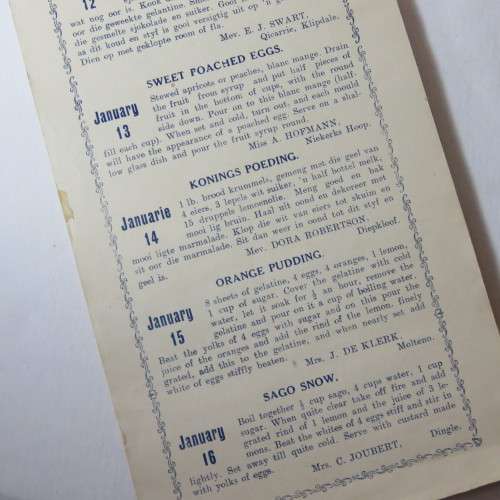 12
wat nog oor is. Kook
oor die geweekte gelantine.
die gesmelte sjokolade en suiker. Goor
as dit koud en styf is goel versigtig uit op 'n
Dien op met geklopte room of fla.
Mev. E. J. SWART.
Qicarrie, Klipdale.
SWEET POACHED EGGS.
January
13
Stewed apricots or peaches, blanc mange. Drain
the fruit from syrup and put half pieces of
fruit in the bottom of cups, with the round
side down. Pour on to this blanc mange (half-
fill each cup). When set and cold, turn out, and each mould
will have the appearance of a poached egg. Serve on a shal-
low glass dish and pour the fruit syrup round.
Miss A HOFMANN.
Niekerks Hoop.
KONINGS POEDING.
Januarie
14
1 lb. brood krummels, gemeng met die geel van
4 eiers, 3 lepels wit suiker, 'n half bottel melk,
15 druppels lemoenolie. Meng goed en bak
mooi lig bruin. Haal uit oond en dekoreer met
mooi ligte marmalade. Klop die wit van eiers tot skuim en
sit oor die marmalade. Sit dan weer in oond tot dit styf en
geel is.
Mev. DORA ROBERTSON.
Diepkloof.
ORANGE PUDDING.
January
15
8 sheets of gelatine, 4 eggs, 4 oranges, 1 lemon,
1 cup of sugar. Cover the gelatine with cold
water, let it soak for ½ an hour, remove the
gelatine and pour on it a cup of boiling water.
Beat the yolks of 4 eggs with sugar and on this pour the
juice of the oranges and add the rind of the lemon, finely
grated, add this to the gelatine, and when nearly set add
white of eggs stiffly beaten.
Mrs. J. DE KLERK.
Molteno.
SAGO SNOW.
January
16
Boil together ½ cup sago, 4 cups water, 1 cup
sugar. When quite clear take off fire and add
grated rind of 1 lemon and the juice of 3 le-
mons. Beat the whites of 4 eggs stiff and stir in
lightly. Set away till quite cold. Serve with custard made
with yolks of eggs.
Mrs. C. JOUBERT.
Dingle.